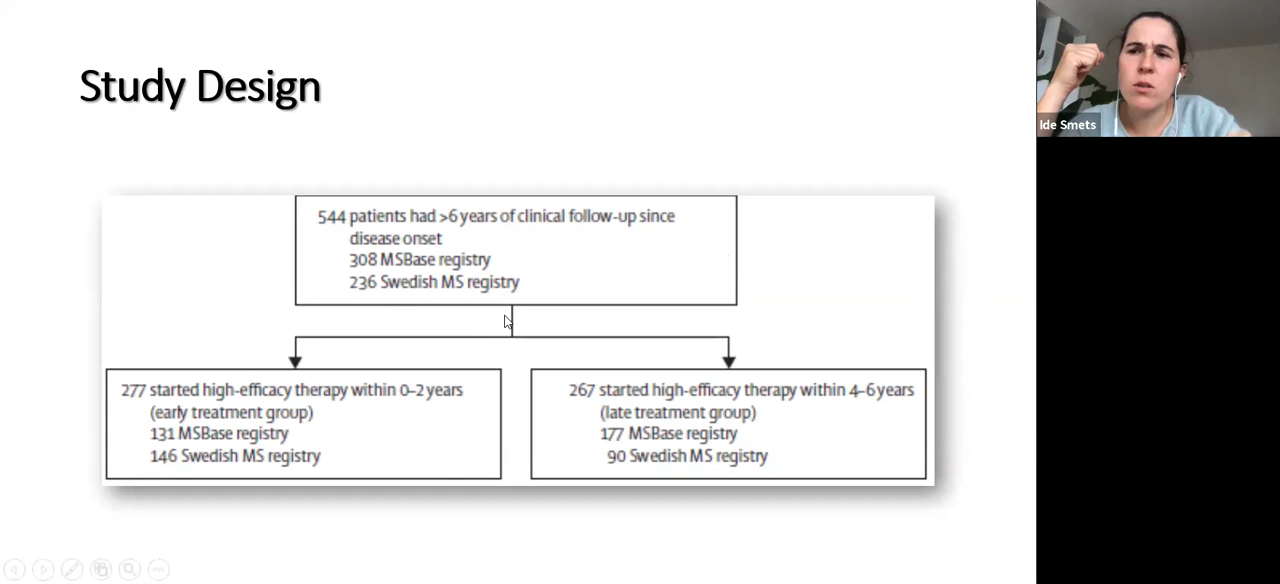 Study Design
544 patients had >6 years of clinical follow-up since
disease onset
308 MSBase registry
236 Swedish MS registry
277 started high-efficacy therapy within 0–2 years
(early treatment group)
131 MSBase registry
146 Swedish MS registry
267 started high-efficacy therapy within 4–6 years
(late treatment group)
177 MSBase registry
90 Swedish MS registry
Ide Smets